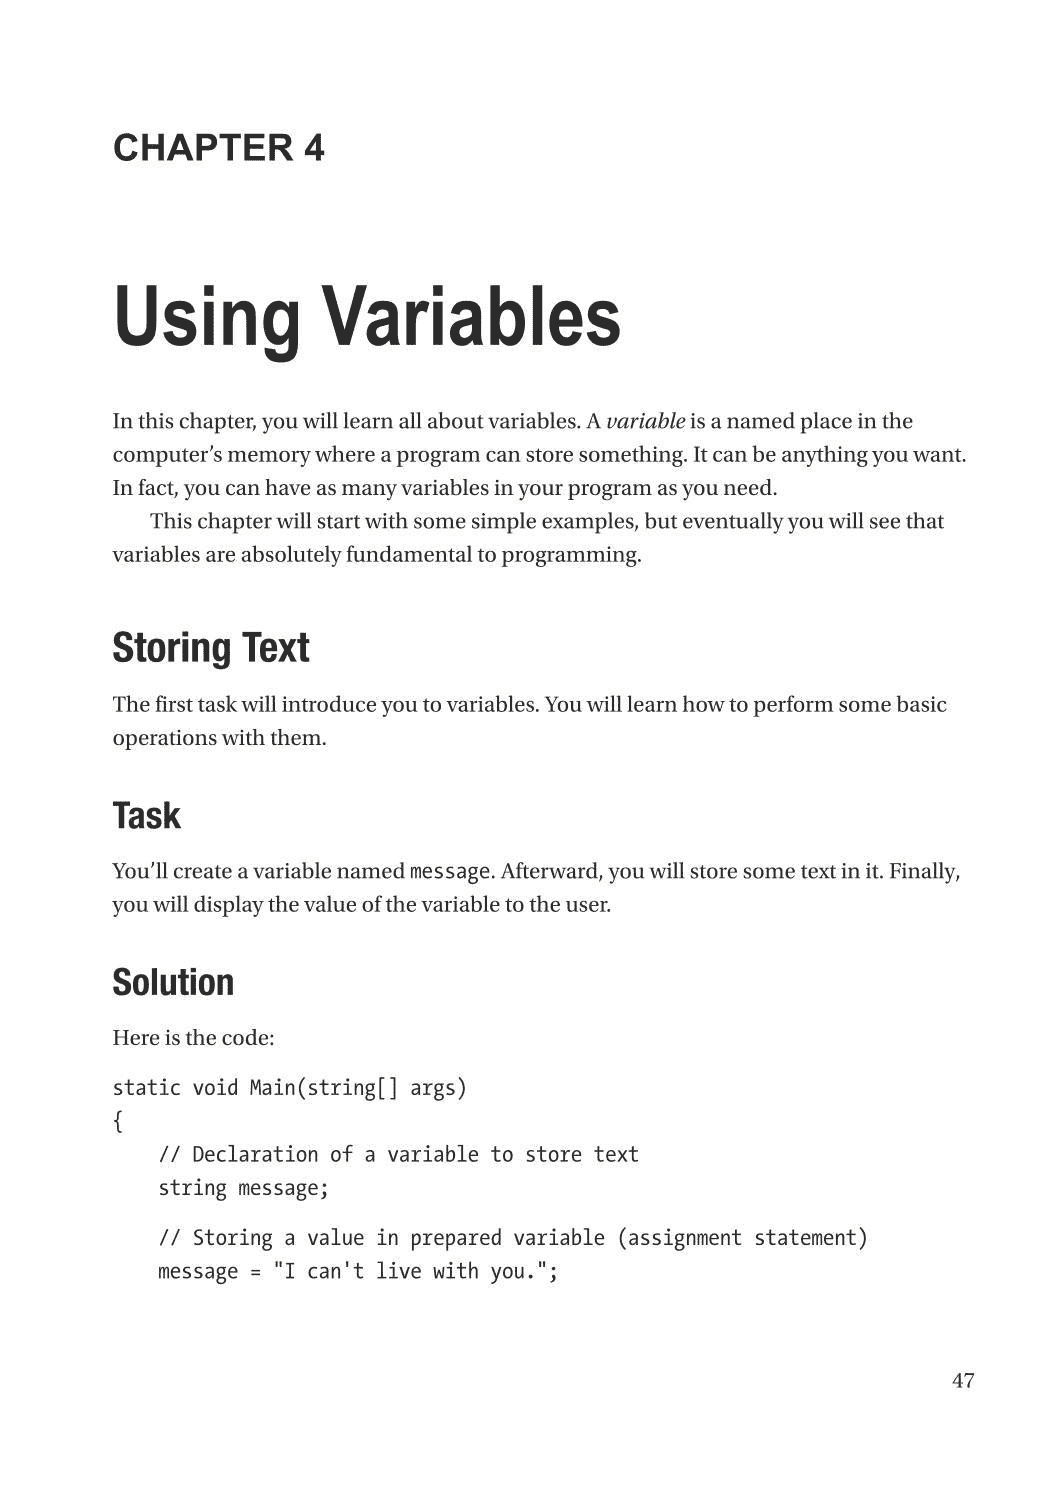 CHAPTER 4
Using Variables
In this chapter, you will learn all about variables. A variable is a named place in the
computer’s memory where a program can store something. It can be anything you want.
In fact, you can have as many variables in your program as you need.
This chapter will start with some simple examples, but eventually you will see that
variables are absolutely fundamental to programming.
Storing Text
The first task will introduce you to variables. You will learn how to perform some basic
operations with them.
Task
You’ll create a variable named message. Afterward, you will store some text in it. Finally,
you will display the value of the variable to the user.
Solution
Here is the code:
static void Main(string[] args)
{
    // Declaration of a variable to store text
    string message;
    // Storing a value in prepared variable (assignment statement)
    message = "I can't live with you.";
47